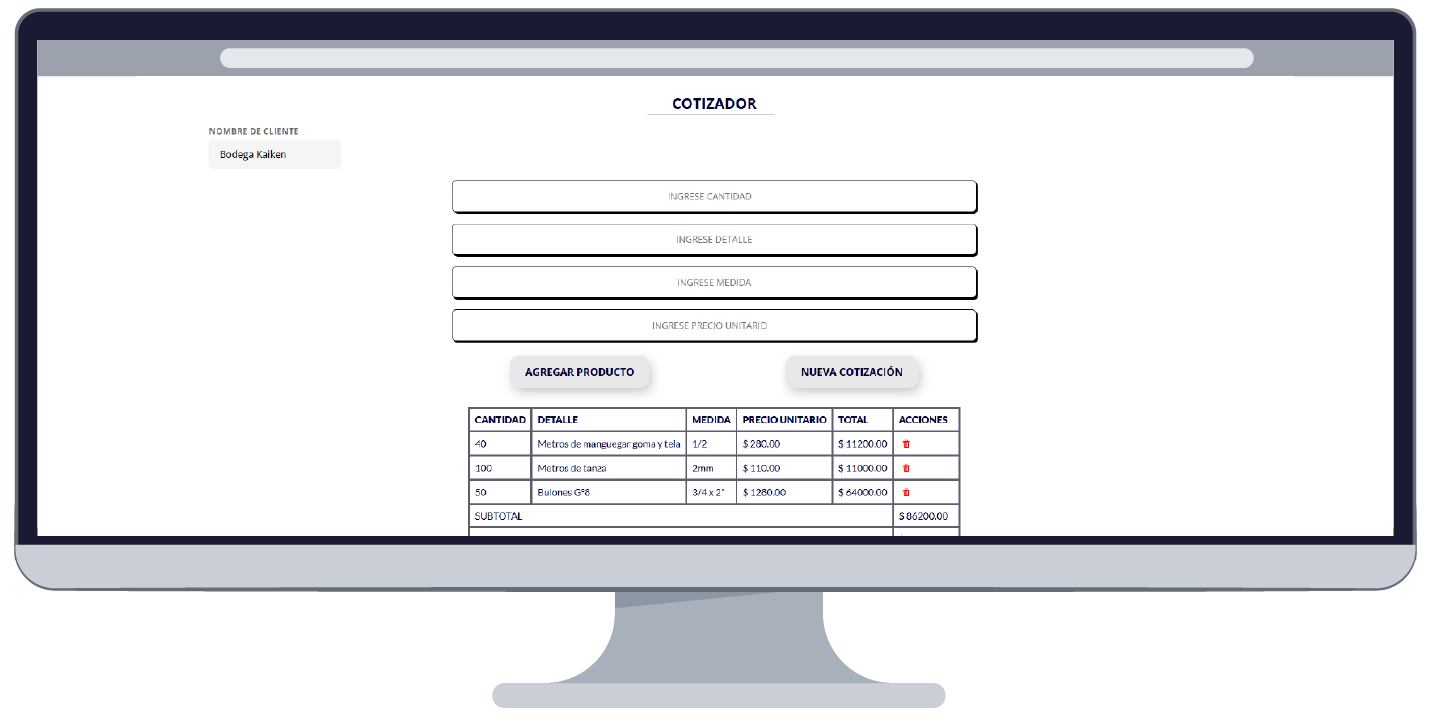 COTIZADOR
NOMBRE DE CLIENTE
Bodega Kaiken
INGRESE CANTIDAD
INGRESE DETALLE
INGRESE MEDIDA
INGRESE PRECIO UNITARIO
AGREGAR PRODUCTO NUEVA COTIZACIÓN
CANTIDAD DETALLE MEDIDA PRECIO UNITARIO TOTAL ACCIONES
40 Metros de manguegar goma y tela 1/2 $ 280.00 $ 11200.00
100 Metros de tanza 2mm $ 110.00 $ 11000.00
50 Bulones G°8 3/4 x 2" $ 1280.00 $ 64000.00
SUBTOTAL $ 86200.00